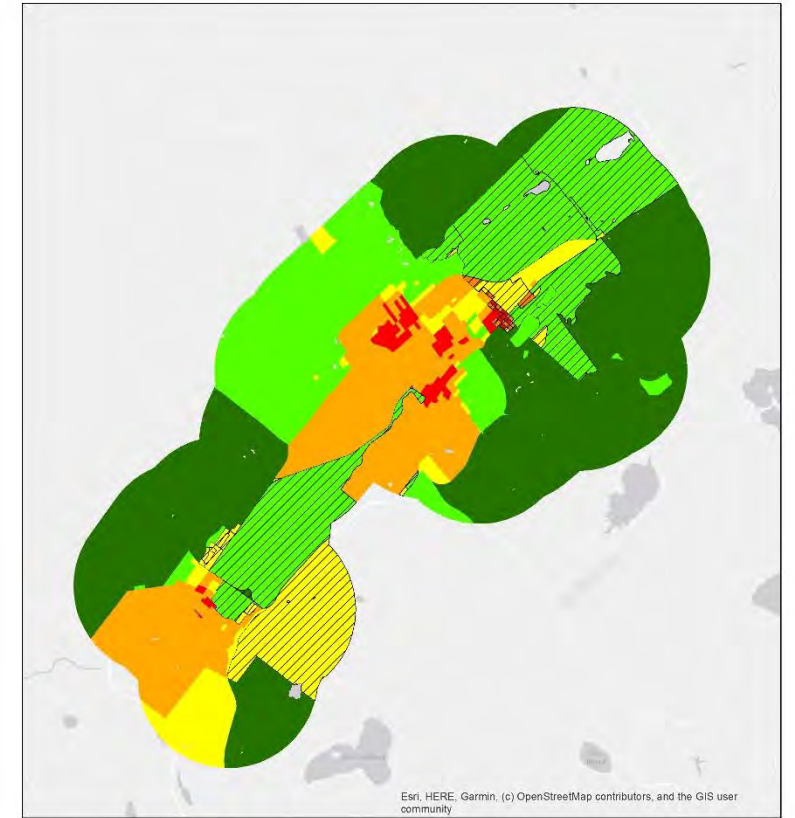 Esri, HERE, Garmin, (c) OpenStreetMap contributors, and the GIS user
community